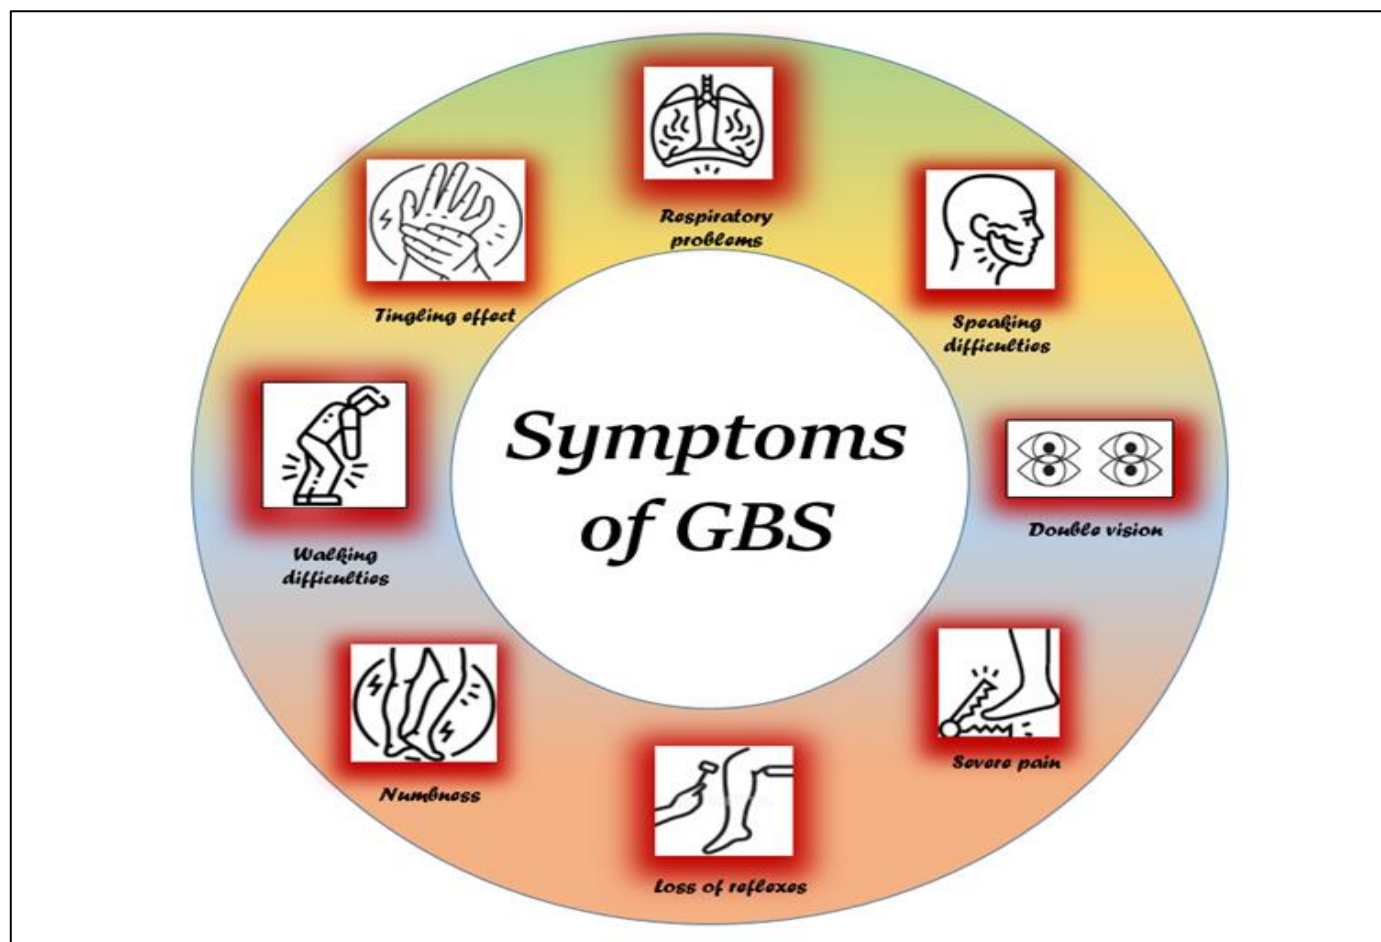 Respiratory
problems
Tingling effect
Speaking
difficulties
Symptoms
of GBS
Double vision
Walking
difficulties
Severe pain
Numbness
Loss of reflexes